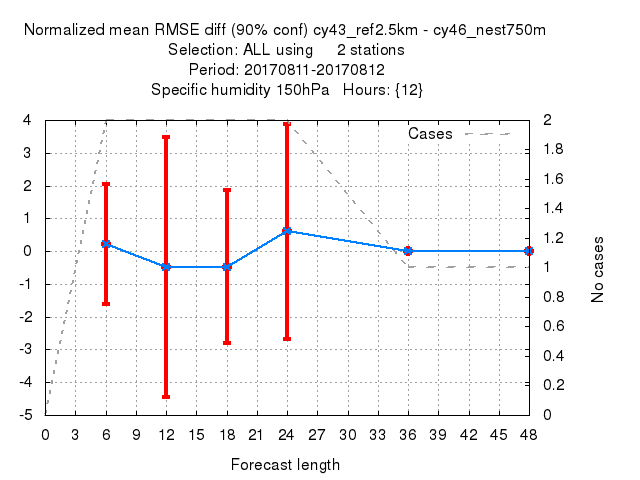 Normalized mean RMSE diff (90% conf) cy43_ref2.5km - cy46_nest750m
Selection: ALL using 2 stations
Period: 20170811-20170812
Specific humidity 150hPa Hours: {12}
Cases
4
3
2
1
0
-1
-2
-3
-4
-5
2
1.8
1.6
1.4
1.2
1
0.8
0.6
0.4
0.2
0
No cases
0 3 6 9 12 15 18 21 24 27 30 33 36 39 42 45 48
Forecast length